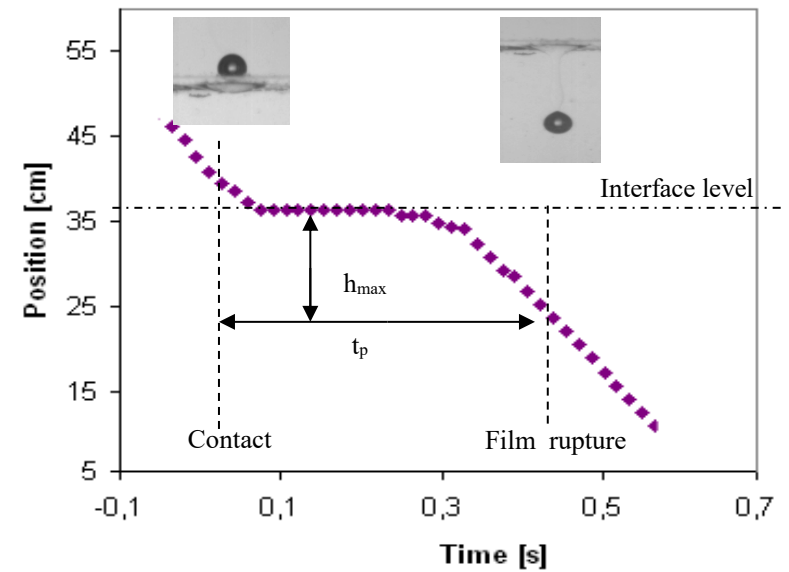 55
45
35
25
15
5
-0,1
0,1
0,3
0,5
0,7
Position [cm]
Time [s]
Interface level
hmax
tp
Contact
Film rupture